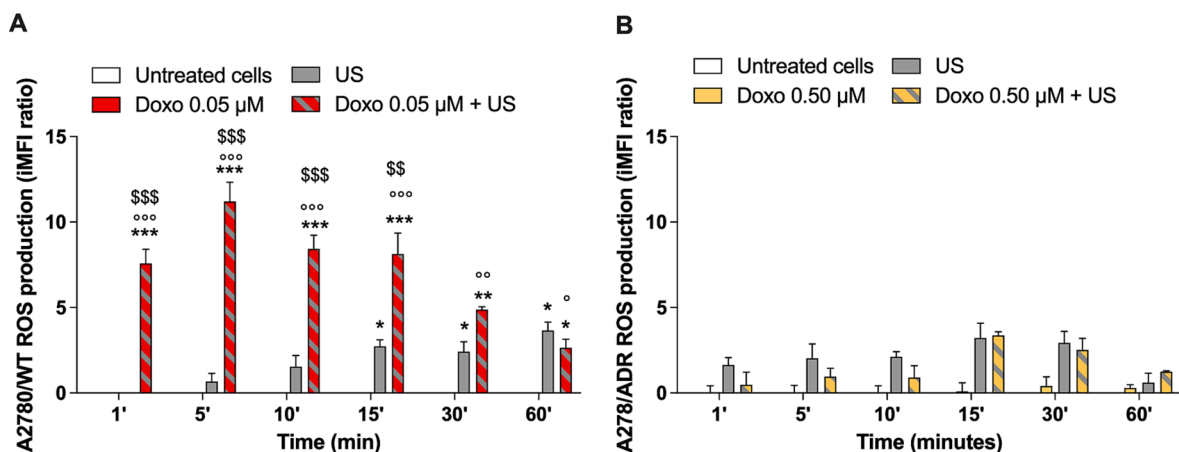 A
Untreated cells
US
Doxo 0.05 µM
Doxo 0.05 µM + US
A2780/WT ROS production (iMFI ratio)
15
10
5
0
$$$
°°°
***
$$$
°°°
***
$$$
°°°
***
$$
°°°
***
*
°°
**
*
°
*
*
1'
5'
10'
15'
30'
60'
Time (min)
B
Untreated cells
US
Doxo 0.50 µM
Doxo 0.50 µM + US
A278/ADR ROS production (iMFI ratio)
15
10
5
0
1'
5'
10'
15'
30'
60'
Time (minutes)